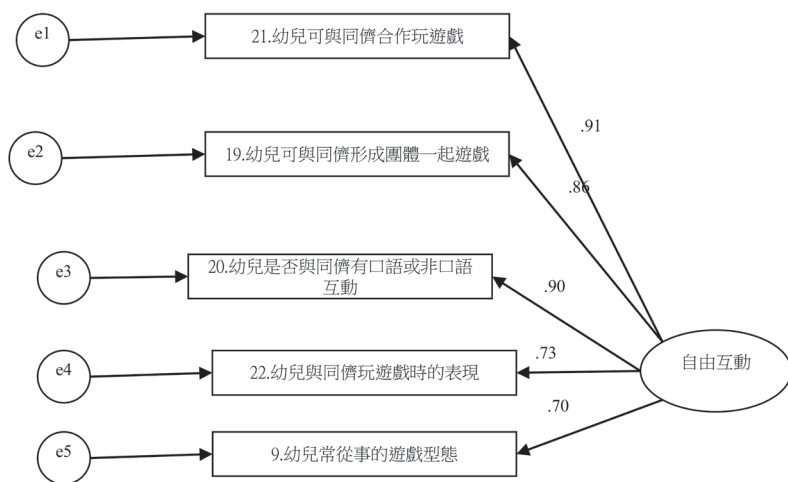 e1
21.幼兒可與同儕合作玩遊戲
.91
e2
19.幼兒可與同儕形成團體一起遊戲
.86
e3
20.幼兒是否與同儕有口語或非口語
互動
.90
e4
22.幼兒與同儕玩遊戲時的表現
.73
自由互動
e5
9.幼兒常從事的遊戲型態
.70